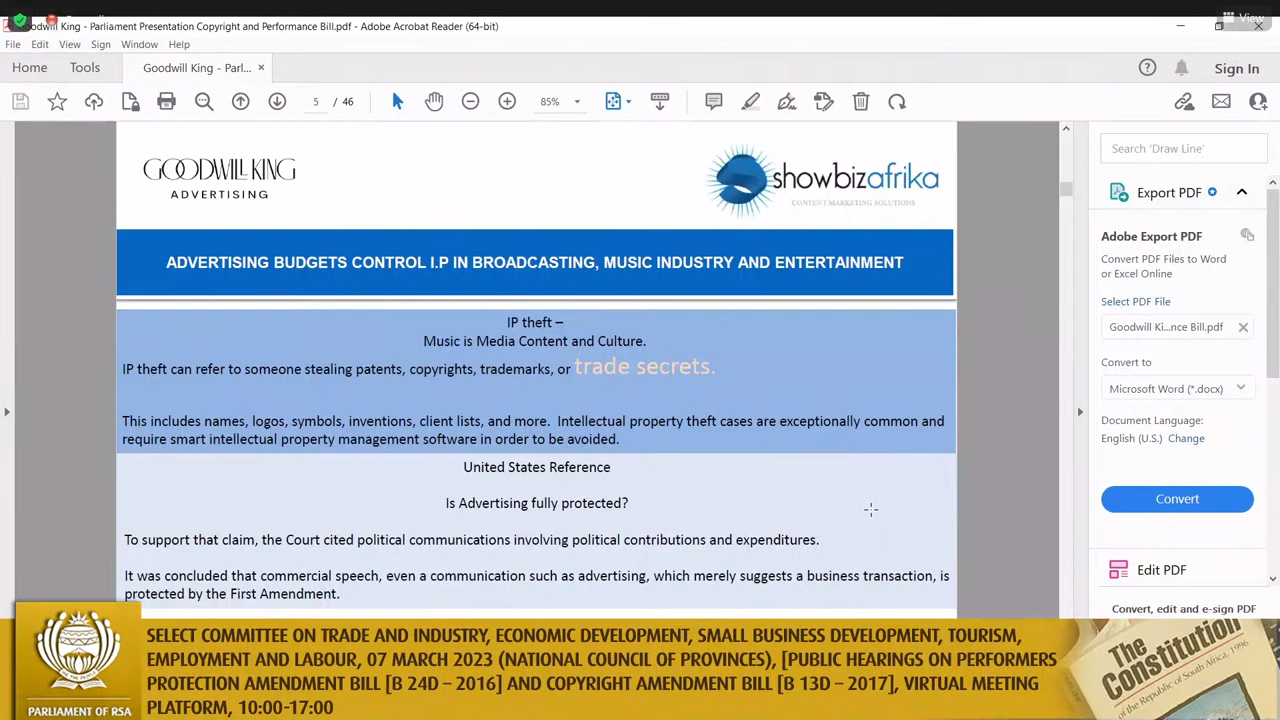 View
Goodwill King - Parliament Presentation Copyright and Performance Bill.pdf - Adobe Acrobat Reader (64-bit)
File Edit View Sign Window Help
Home Tools Goodwill King - Parl... × Sign In
5 / 46 85%
GOODWILL KING
ADVERTISING
showbizafrika
CONTENT MARKETING SOLUTIONS
ADVERTISING BUDGETS CONTROL I.P IN BROADCASTING, MUSIC INDUSTRY AND ENTERTAINMENT
IP theft –
Music is Media Content and Culture.
IP theft can refer to someone stealing patents, copyrights, trademarks, or trade secrets.
This includes names, logos, symbols, inventions, client lists, and more. Intellectual property theft cases are exceptionally common and
require smart intellectual property management software in order to be avoided.
United States Reference
Is Advertising fully protected?
To support that claim, the Court cited political communications involving political contributions and expenditures.
It was concluded that commercial speech, even a communication such as advertising, which merely suggests a business transaction, is
protected by the First Amendment.
Search 'Draw Line'
Export PDF
Adobe Export PDF
Convert PDF Files to Word
or Excel Online
Select PDF File
Goodwill Ki...nce Bill.pdf
Convert to
Microsoft Word (*.docx)
Document Language:
English (U.S.) Change
Convert
Edit PDF
Convert, edit and e-sign PDF
PARLIAMENT OF RSA
SELECT COMMITTEE ON TRADE AND INDUSTRY, ECONOMIC DEVELOPMENT, SMALL BUSINESS DEVELOPMENT, TOURISM,
EMPLOYMENT AND LABOUR, 07 MARCH 2023 (NATIONAL COUNCIL OF PROVINCES), [PUBLIC HEARINGS ON PERFORMERS
PROTECTION AMENDMENT BILL [B 24D – 2016] AND COPYRIGHT AMENDMENT BILL [B 13D – 2017], VIRTUAL MEETING
PLATFORM, 10:00-17:00
The
Constitution
of the Republic of South Africa, 1996